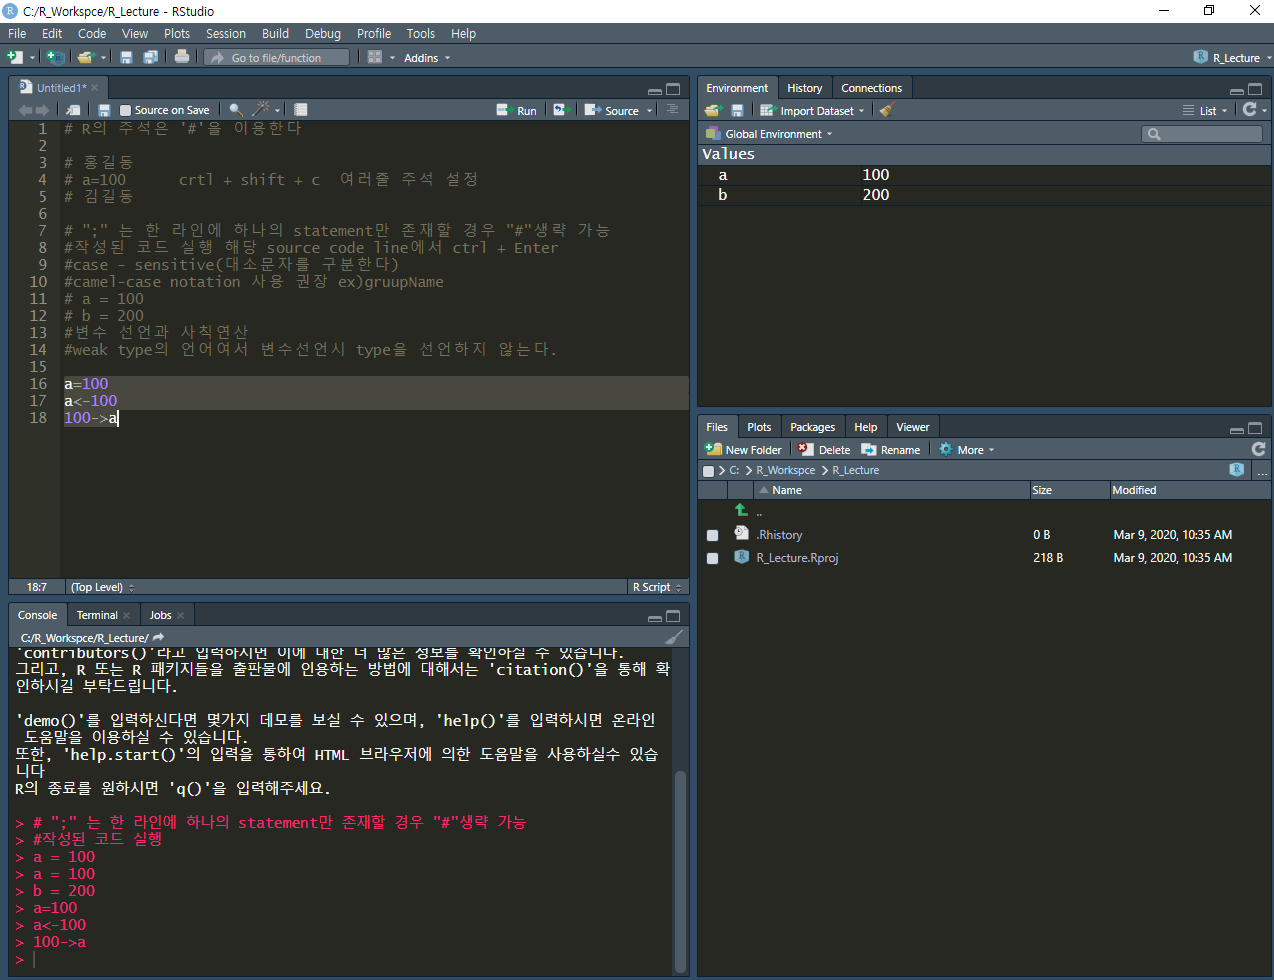 C:/R_Workspce/R_Lecture - RStudio
File Edit Code View Plots Session Build Debug Profile Tools Help
Go to file/function Addins R_Lecture
Untitled1*
Source on Save Run Source
1 # R의 주석은 '#'을 이용한다
2
3 # 홍길동
4 # a=100 crtl + shift + c 여러줄 주석 설정
5 # 김길동
6
7 # ";" 는 한 라인에 하나의 statement만 존재할 경우 "#"생략 가능
8 #작성된 코드 실행 해당 source code line에서 ctrl + Enter
9 #case - sensitive(대소문자를 구분한다)
10 #camel-case notation 사용 권장 ex)gruupName
11 # a = 100
12 # b = 200
13 #변수 선언과 사칙연산
14 #weak type의 언어여서 변수선언시 type을 선언하지 않는다.
15
16 a=100
17 a<-100
18 100->a
18:7 (Top Level) R Script
Console Terminal Jobs
C:/R_Workspce/R_Lecture/
'contributors()'라고 입력하시면 이에 대한 더 많은 정보를 확인하실 수 있습니다.
그리고, R 또는 R 패키지들을 출판물에 인용하는 방법에 대해서는 'citation()'을 통해 확
인하시길 부탁드립니다.
'demo()'를 입력하신다면 몇가지 데모를 보실 수 있으며, 'help()'를 입력하시면 온라인
도움말을 이용하실 수 있습니다.
또한, 'help.start()'의 입력을 통하여 HTML 브라우저에 의한 도움말을 사용하실수 있습
니다
R의 종료를 원하시면 'q()'을 입력해주세요.
> # ";" 는 한 라인에 하나의 statement만 존재할 경우 "#"생략 가능
> #작성된 코드 실행
> a = 100
> a = 100
> b = 200
> a=100
> a<-100
> 100->a
>
Environment History Connections
Import Dataset List
Global Environment
Values
a 100
b 200
Files Plots Packages Help Viewer
New Folder Delete Rename More
C: > R_Workspce > R_Lecture ...
Name Size Modified
..
.Rhistory 0 B Mar 9, 2020, 10:35 AM
R_Lecture.Rproj 218 B Mar 9, 2020, 10:35 AM